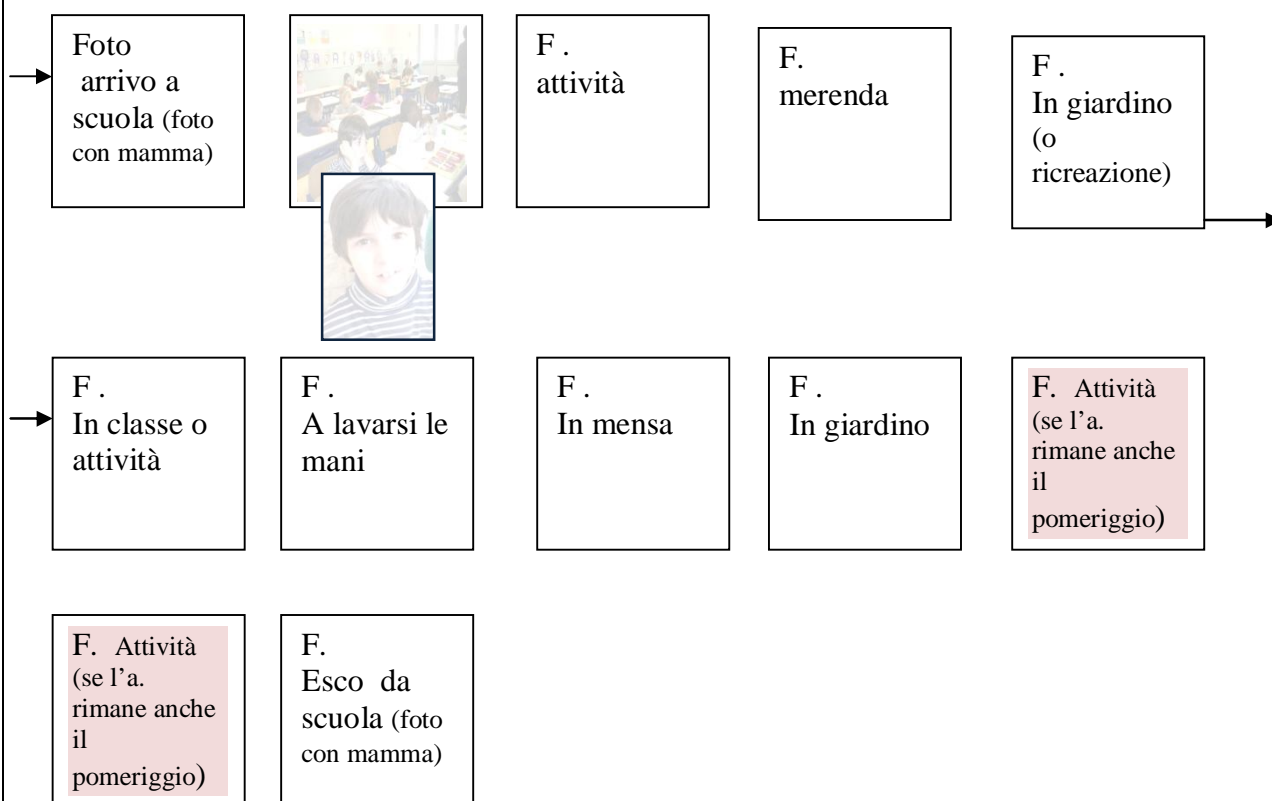 Foto
arrivo a
scuola (foto
con mamma)
F .
attività
F.
merenda
F .
In giardino
(o
ricreazione)
F .
In classe o
attività
F .
A lavarsi le
mani
F .
In mensa
F .
In giardino
F. Attività
(se l’a.
rimane anche
il
pomeriggio)
F. Attività
(se l’a.
rimane anche
il
pomeriggio)
F.
Esco da
scuola (foto
con mamma)